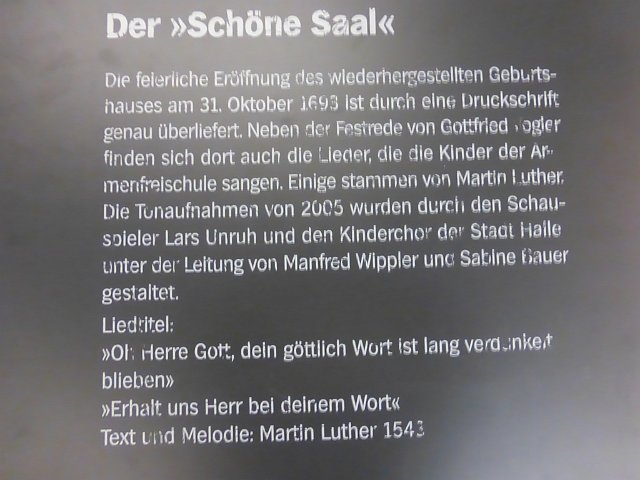 Der »Schöne Saal«
Die feierliche Eröffnung des wiederhergestellten Geburts-
hauses am 31. Oktober 1693 ist durch eine Druckschrift
genau überliefert. Neben der Festrede von Gottfried Vogler
finden sich dort auch die Lieder, die die Kinder der Ar-
menfreischule sangen. Einige stammen von Martin Luther.
Die Tonaufnahmen von 2005 wurden durch den Schau-
spieler Lars Unruh und den Kinderchor der Stadt Halle
unter der Leitung von Manfred Wippler und Sabine Bauer
gestaltet.
Liedtitel:
»Oh Herre Gott, dein göttlich Wort ist lang verdunkelt
blieben»
»Erhalt uns Herr bei deinem Wort«
Text und Melodie: Martin Luther 1543